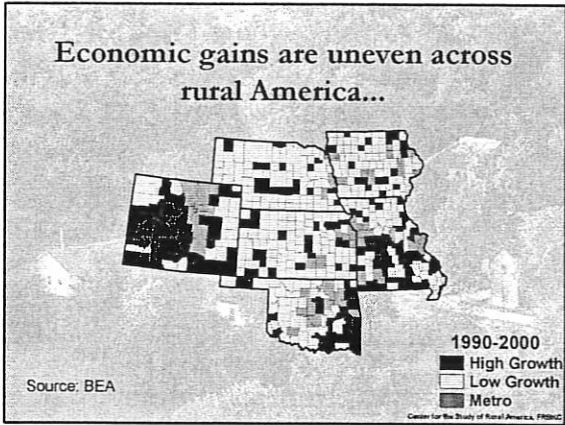 Economic gains are uneven across
rural America...
1990-2000
High Growth
Low Growth
Metro
Source: BEA
Center for the Study of Rural America, FRBKC